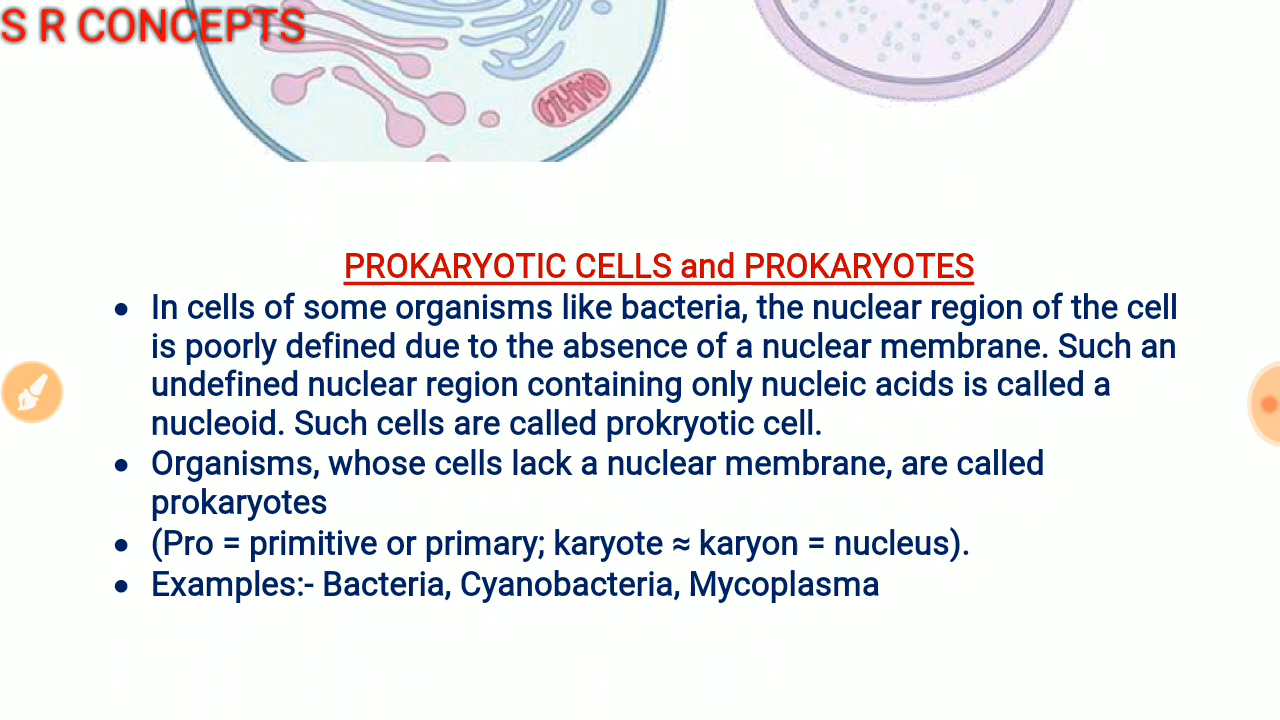 S R CONCEPTS
PROKARYOTIC CELLS and PROKARYOTES
• In cells of some organisms like bacteria, the nuclear region of the cell
is poorly defined due to the absence of a nuclear membrane. Such an
undefined nuclear region containing only nucleic acids is called a
nucleoid. Such cells are called prokryotic cell.
• Organisms, whose cells lack a nuclear membrane, are called
prokaryotes
• (Pro = primitive or primary; karyote ≈ karyon = nucleus).
• Examples:- Bacteria, Cyanobacteria, Mycoplasma